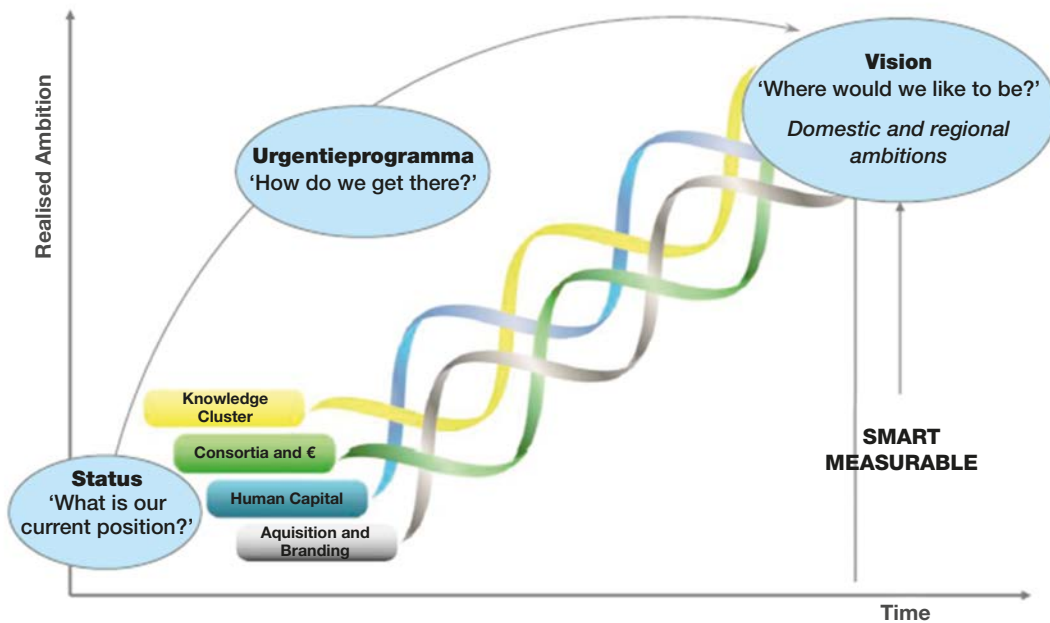 Vision
‘Where would we like to be?’
Domestic and regional
ambitions
Urgentieprogramma
‘How do we get there?’
Realised Ambition
Knowledge
Cluster
Consortia and €
Human Capital
Aquisition and
Branding
Status
‘What is our
current position?’
SMART
MEASURABLE
Time